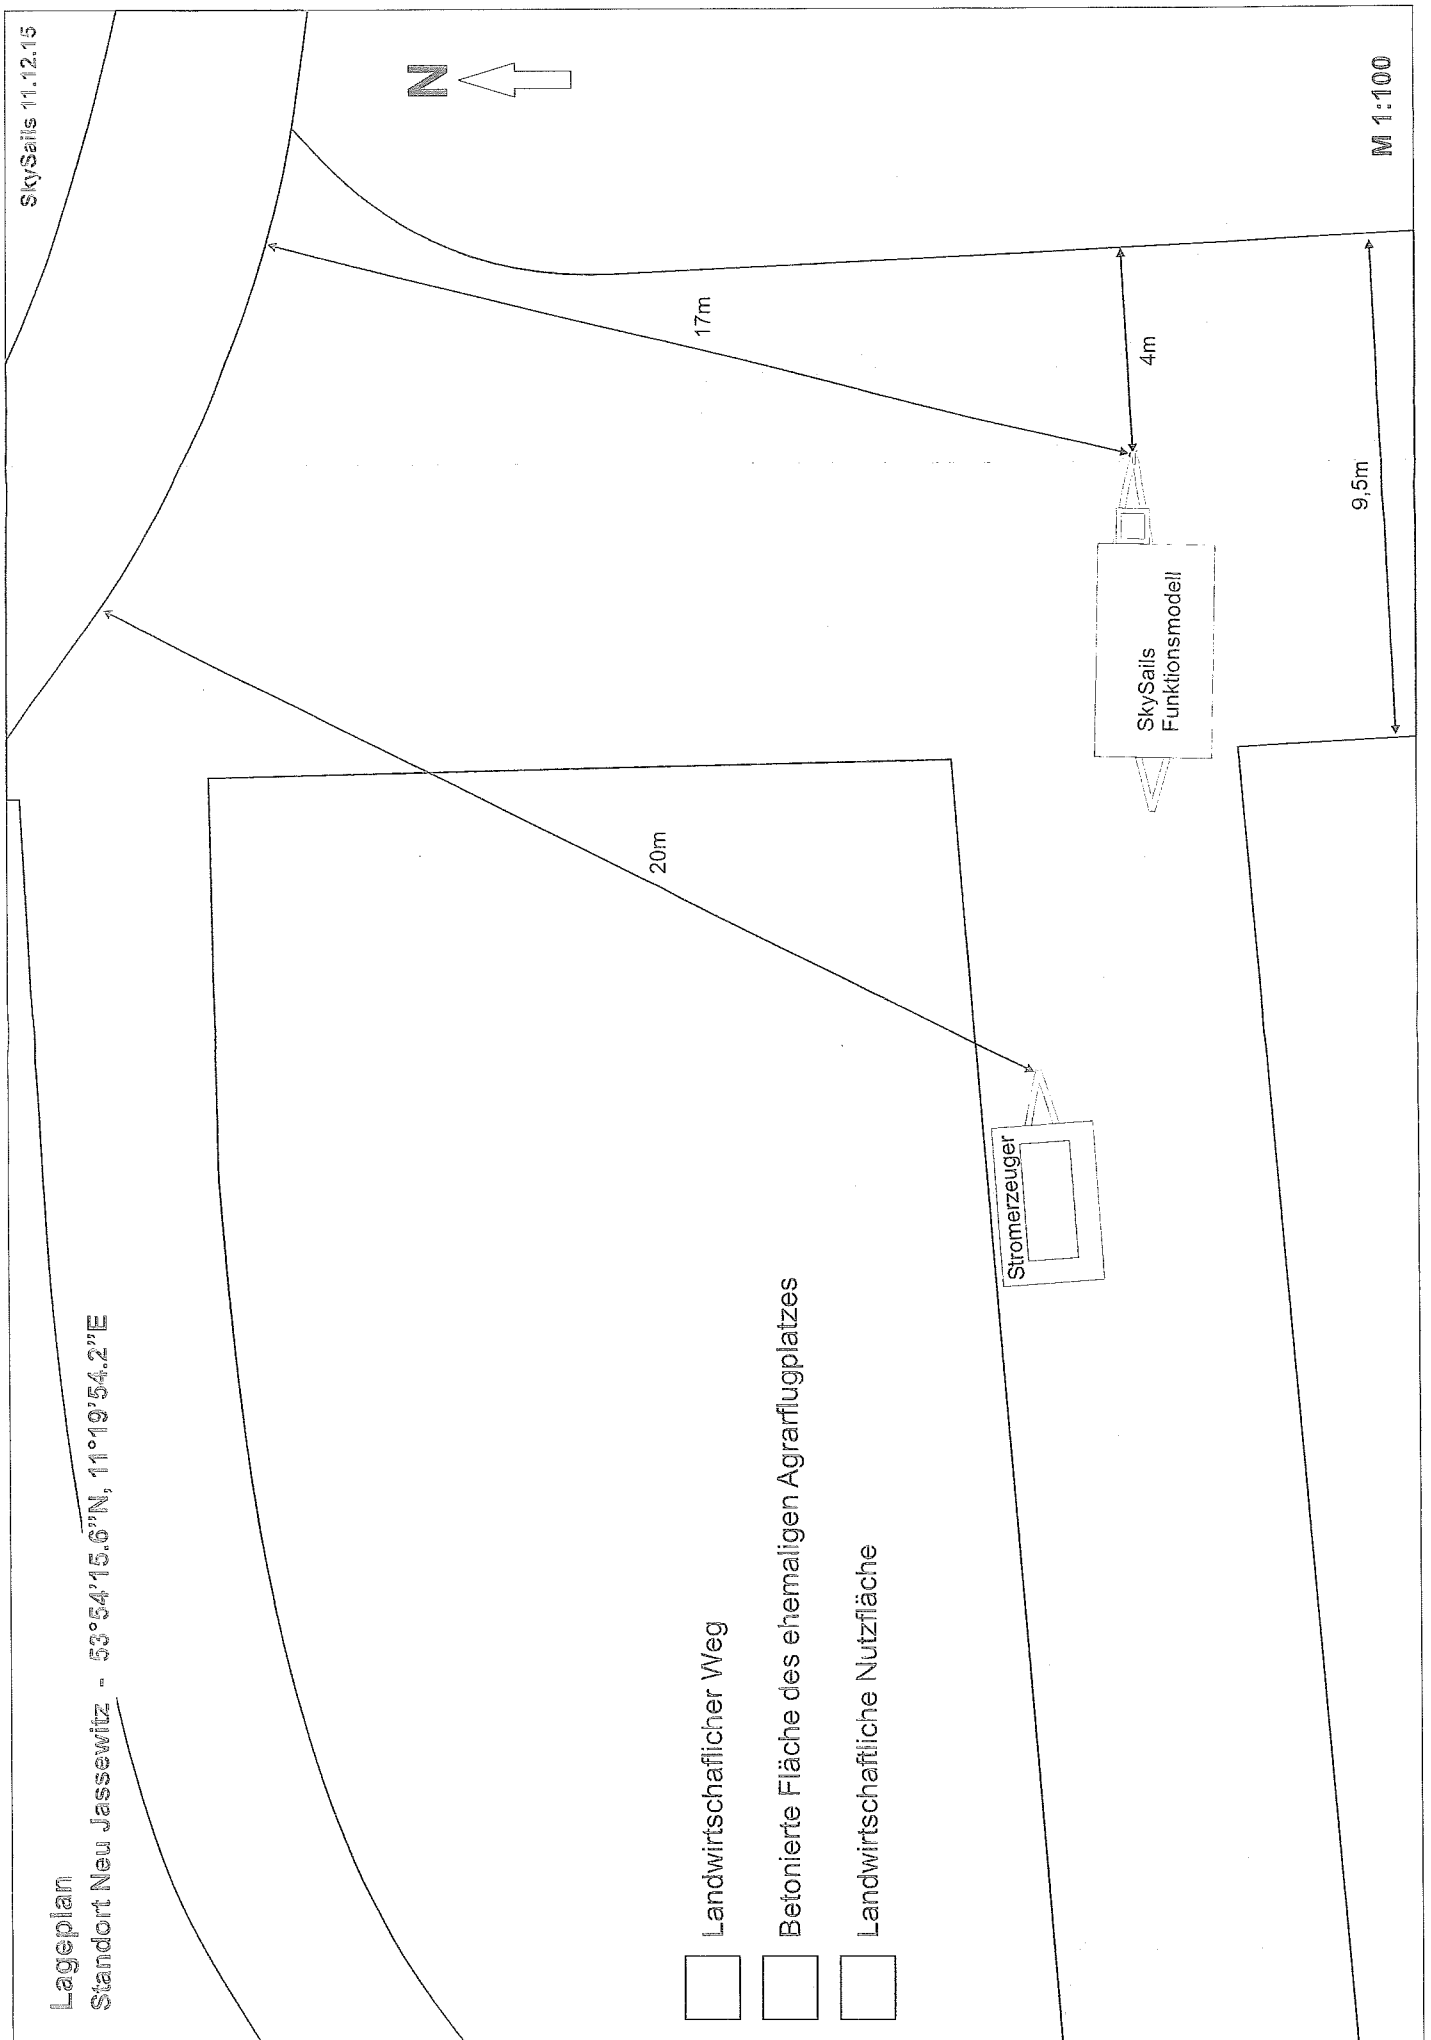 Lageplan
Standort Neu Jassewitz - 53°54'15.6"N, 11°19'54.2"E
SkySails 11.12.15
N
20m
17m
4m
9,5m
Stromerzeuger
SkySails
Funktionsmodell
Landwirtschaflicher Weg
Betonierte Fläche des ehemaligen Agrarflugplatzes
Landwirtschaftliche Nutzfläche
M 1:100